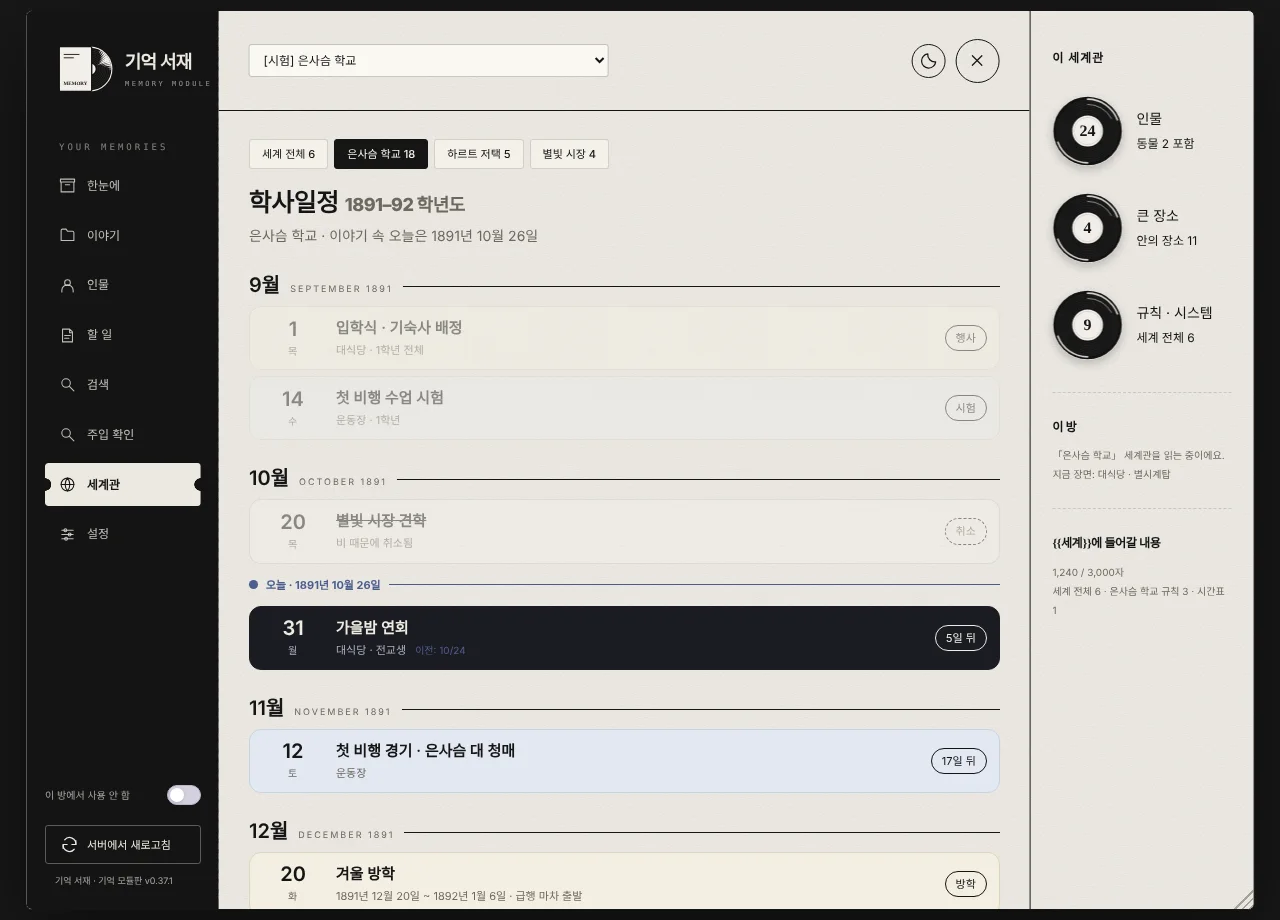 기억 서재
MEMORY
MEMORY MODULE
YOUR MEMORIES
한눈에
이야기
인물
할 일
검색
주입 확인
세계관
설정
이 방에서 사용 안 함
서버에서 새로고침
기억 서재 · 기억 모듈판 v0.37.1
[시험] 은사슴 학교
세계 전체 6
은사슴 학교 18
하르트 저택 5
별빛 시장 4
학사일정 1891–92 학년도
은사슴 학교 · 이야기 속 오늘은 1891년 10월 26일
9월 SEPTEMBER 1891
1 입학식 · 기숙사 배정
목 대식당 · 1학년 전체
행사
14 첫 비행 수업 시험
수 운동장 · 1학년
시험
10월 OCTOBER 1891
20 별빛 시장 견학
목 비 때문에 취소됨
취소
오늘 · 1891년 10월 26일
31 가을밤 연회
월 대식당 · 전교생 이전: 10/24
5일 뒤
11월 NOVEMBER 1891
12 첫 비행 경기 · 은사슴 대 청매
토 운동장
17일 뒤
12월 DECEMBER 1891
20 겨울 방학
화 1891년 12월 20일 ~ 1892년 1월 6일 · 급행 마차 출발
방학
이 세계관
24 인물
동물 2 포함
4 큰 장소
안의 장소 11
9 규칙 · 시스템
세계 전체 6
이 방
「은사슴 학교」 세계관을 읽는 중이에요.
지금 장면: 대식당 · 별시계탑
{{세계}}에 들어갈 내용
1,240 / 3,000자
세계 전체 6 · 은사슴 학교 규칙 3 · 시간표
1